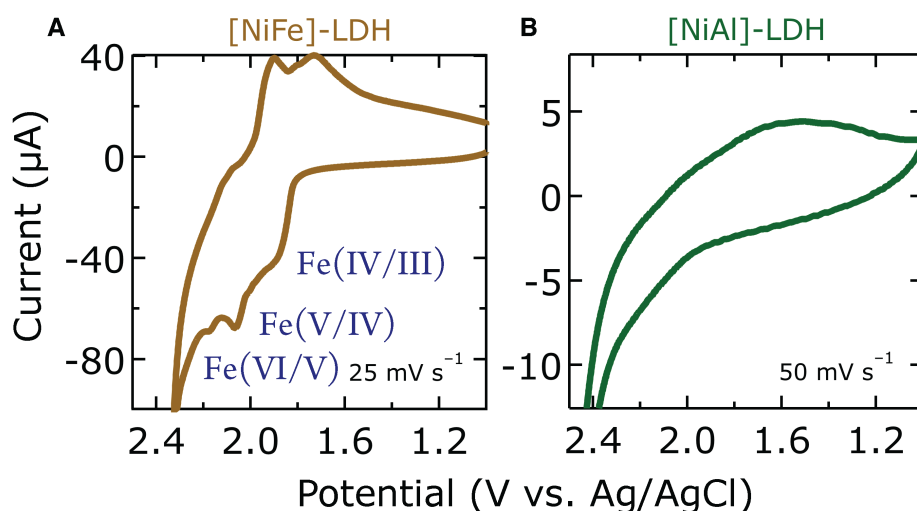 A
[NiFe]-LDH
B
[NiAl]-LDH
Current (μA)
40
0
-40
-80
Fe(IV/III)
Fe(V/IV)
Fe(VI/V)
25 mV s⁻¹
2.4 2.0 1.6 1.2
5
0
-5
-10
50 mV s⁻¹
2.4 2.0 1.6 1.2
Potential (V vs. Ag/AgCl)